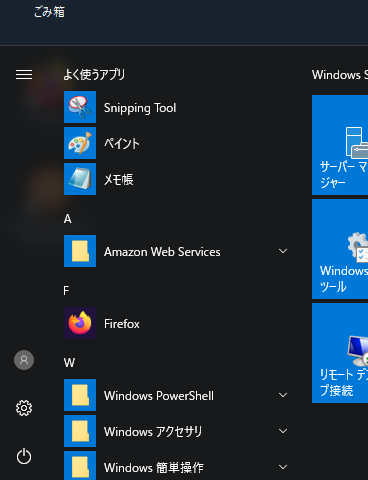 ごみ箱
よく使うアプリ
Windows S
Snipping Tool
ペイント
メモ帳
サーバー マ
ジャー
A
Amazon Web Services
Windows
ツール
F
Firefox
リモート デ
プ接続
W
Windows PowerShell
Windows アクセサリ
Windows 簡単操作